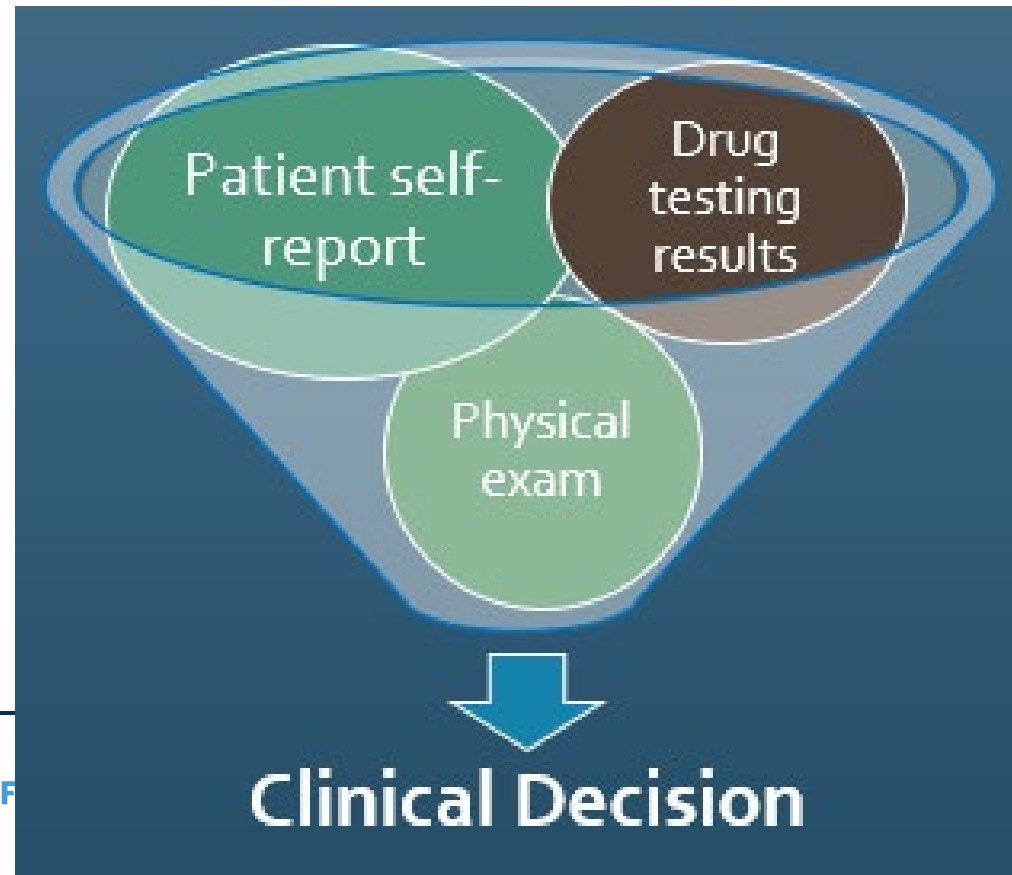 Patient self-
report
Drug
testing
results
Physical
exam
F
Clinical Decision